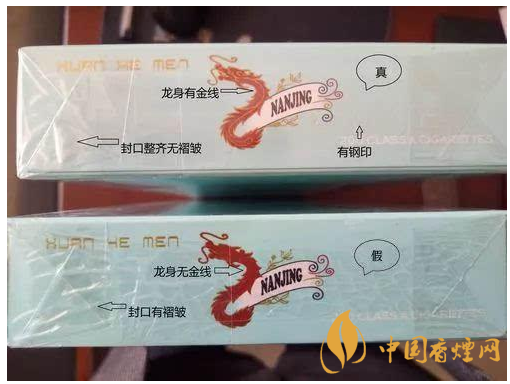 XUAN HE MEN
真
龙身有金线
NANJING
20 CLASS A CIGARETTES
封口整齐无褶皱
有钢印
XUAN HE MEN
假
龙身无金线
NANJING
封口有褶皱
CLASS A CIGARETTES
中国香烟网